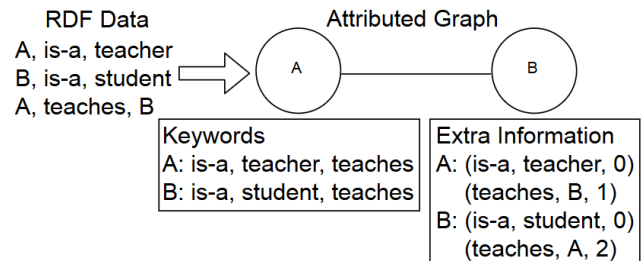 RDF Data
A, is-a, teacher
B, is-a, student
A, teaches, B
Attributed Graph
A
B
Keywords
A: is-a, teacher, teaches
B: is-a, student, teaches
Extra Information
A: (is-a, teacher, 0)
(teaches, B, 1)
B: (is-a, student, 0)
(teaches, A, 2)